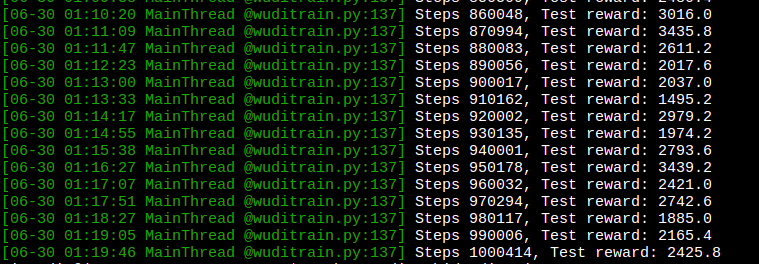 [06-30 01:10:20 MainThread @wuditrain.py:137] Steps 860048, Test reward: 3016.0
[06-30 01:11:09 MainThread @wuditrain.py:137] Steps 870994, Test reward: 3435.8
[06-30 01:11:47 MainThread @wuditrain.py:137] Steps 880083, Test reward: 2611.2
[06-30 01:12:23 MainThread @wuditrain.py:137] Steps 890056, Test reward: 2017.6
[06-30 01:13:00 MainThread @wuditrain.py:137] Steps 900017, Test reward: 2037.0
[06-30 01:13:33 MainThread @wuditrain.py:137] Steps 910162, Test reward: 1495.2
[06-30 01:14:17 MainThread @wuditrain.py:137] Steps 920002, Test reward: 2979.2
[06-30 01:14:55 MainThread @wuditrain.py:137] Steps 930135, Test reward: 1974.2
[06-30 01:15:38 MainThread @wuditrain.py:137] Steps 940001, Test reward: 2793.6
[06-30 01:16:27 MainThread @wuditrain.py:137] Steps 950178, Test reward: 3439.2
[06-30 01:17:07 MainThread @wuditrain.py:137] Steps 960032, Test reward: 2421.0
[06-30 01:17:51 MainThread @wuditrain.py:137] Steps 970294, Test reward: 2742.6
[06-30 01:18:27 MainThread @wuditrain.py:137] Steps 980117, Test reward: 1885.0
[06-30 01:19:05 MainThread @wuditrain.py:137] Steps 990006, Test reward: 2165.4
[06-30 01:19:46 MainThread @wuditrain.py:137] Steps 1000414, Test reward: 2425.8